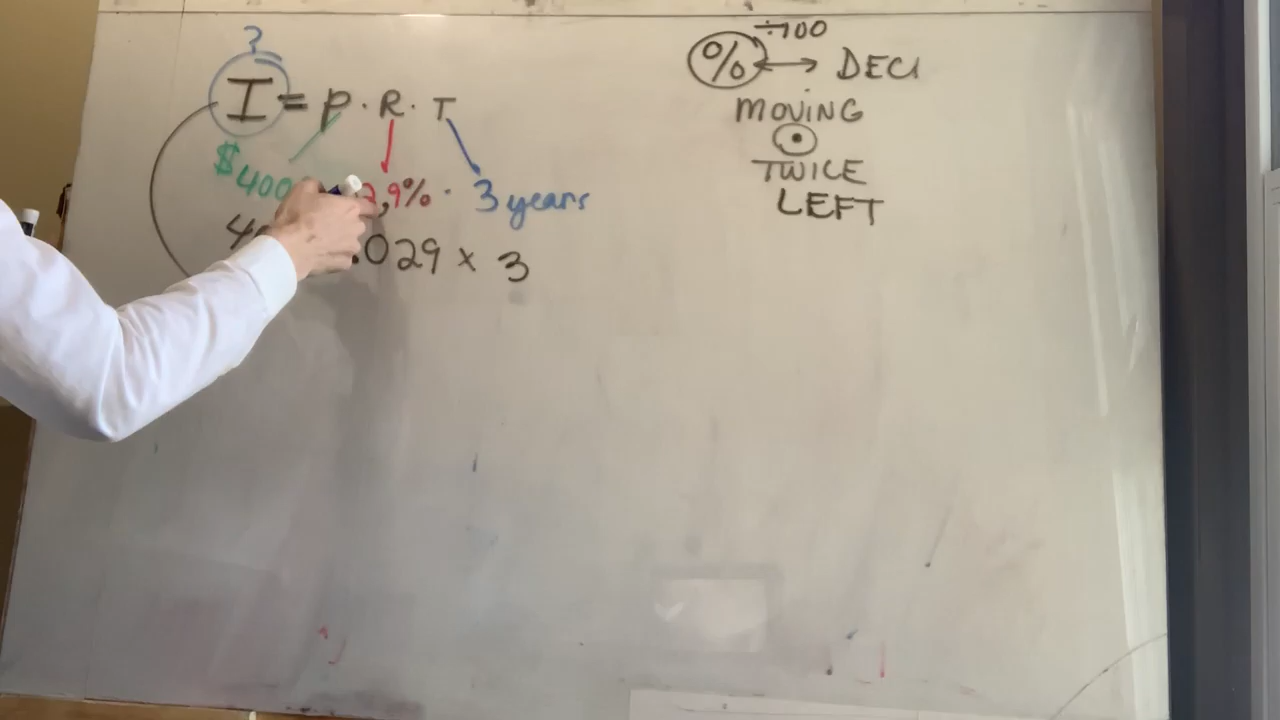 ?
I = P · R · T
$400 2,9% · 3 years
.029 x 3
÷100
% ↔ DECI
MOVING
TWICE
LEFT